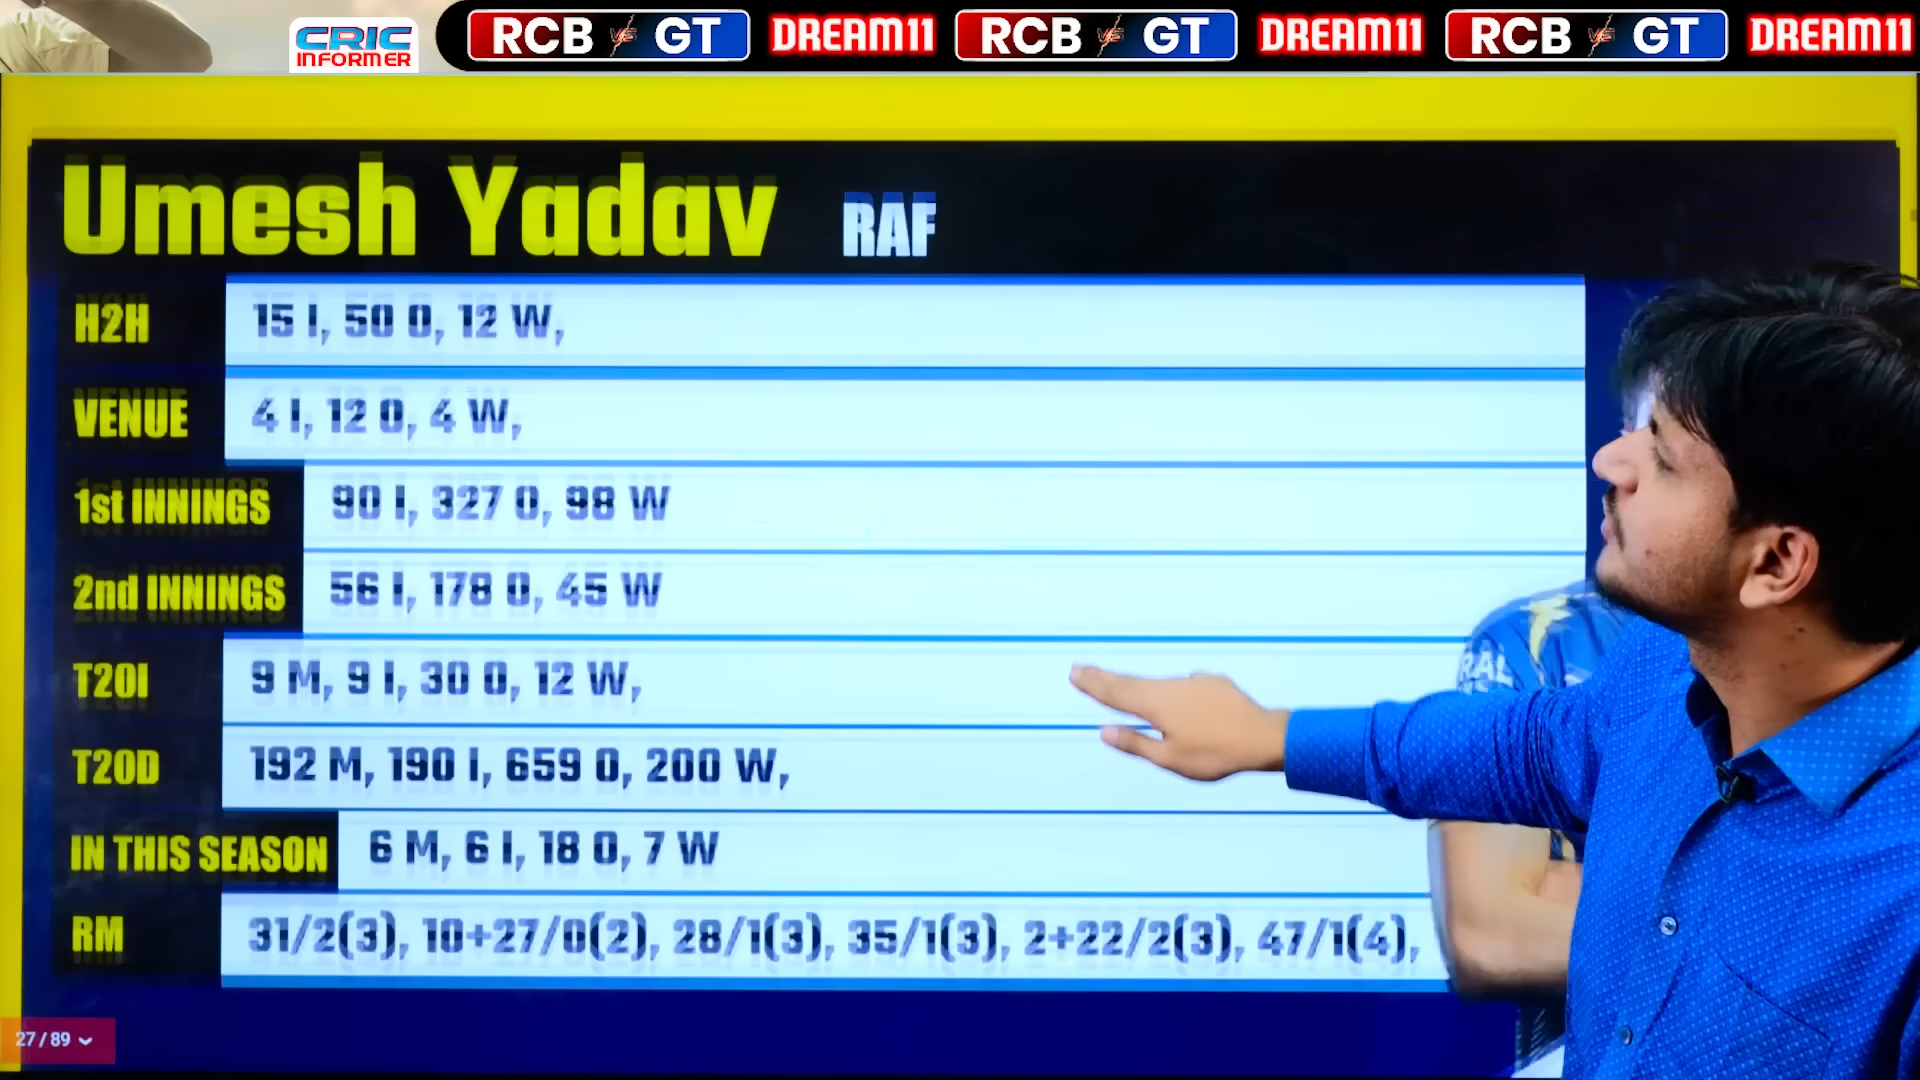 CRIC
INFORMER
RCB VS GT DREAM11 RCB VS GT DREAM11 RCB VS GT DREAM11
Umesh Yadav RAF
H2H 15 I, 50 O, 12 W,
VENUE 4 I, 12 O, 4 W,
1st INNINGS 90 I, 327 O, 98 W
2nd INNINGS 56 I, 178 O, 45 W
T20I 9 M, 9 I, 30 O, 12 W,
T20D 192 M, 190 I, 659 O, 200 W,
IN THIS SEASON 6 M, 6 I, 18 O, 7 W
RM 31/2(3), 10+27/0(2), 28/1(3), 35/1(3), 2+22/2(3), 47/1(4),
27 / 89